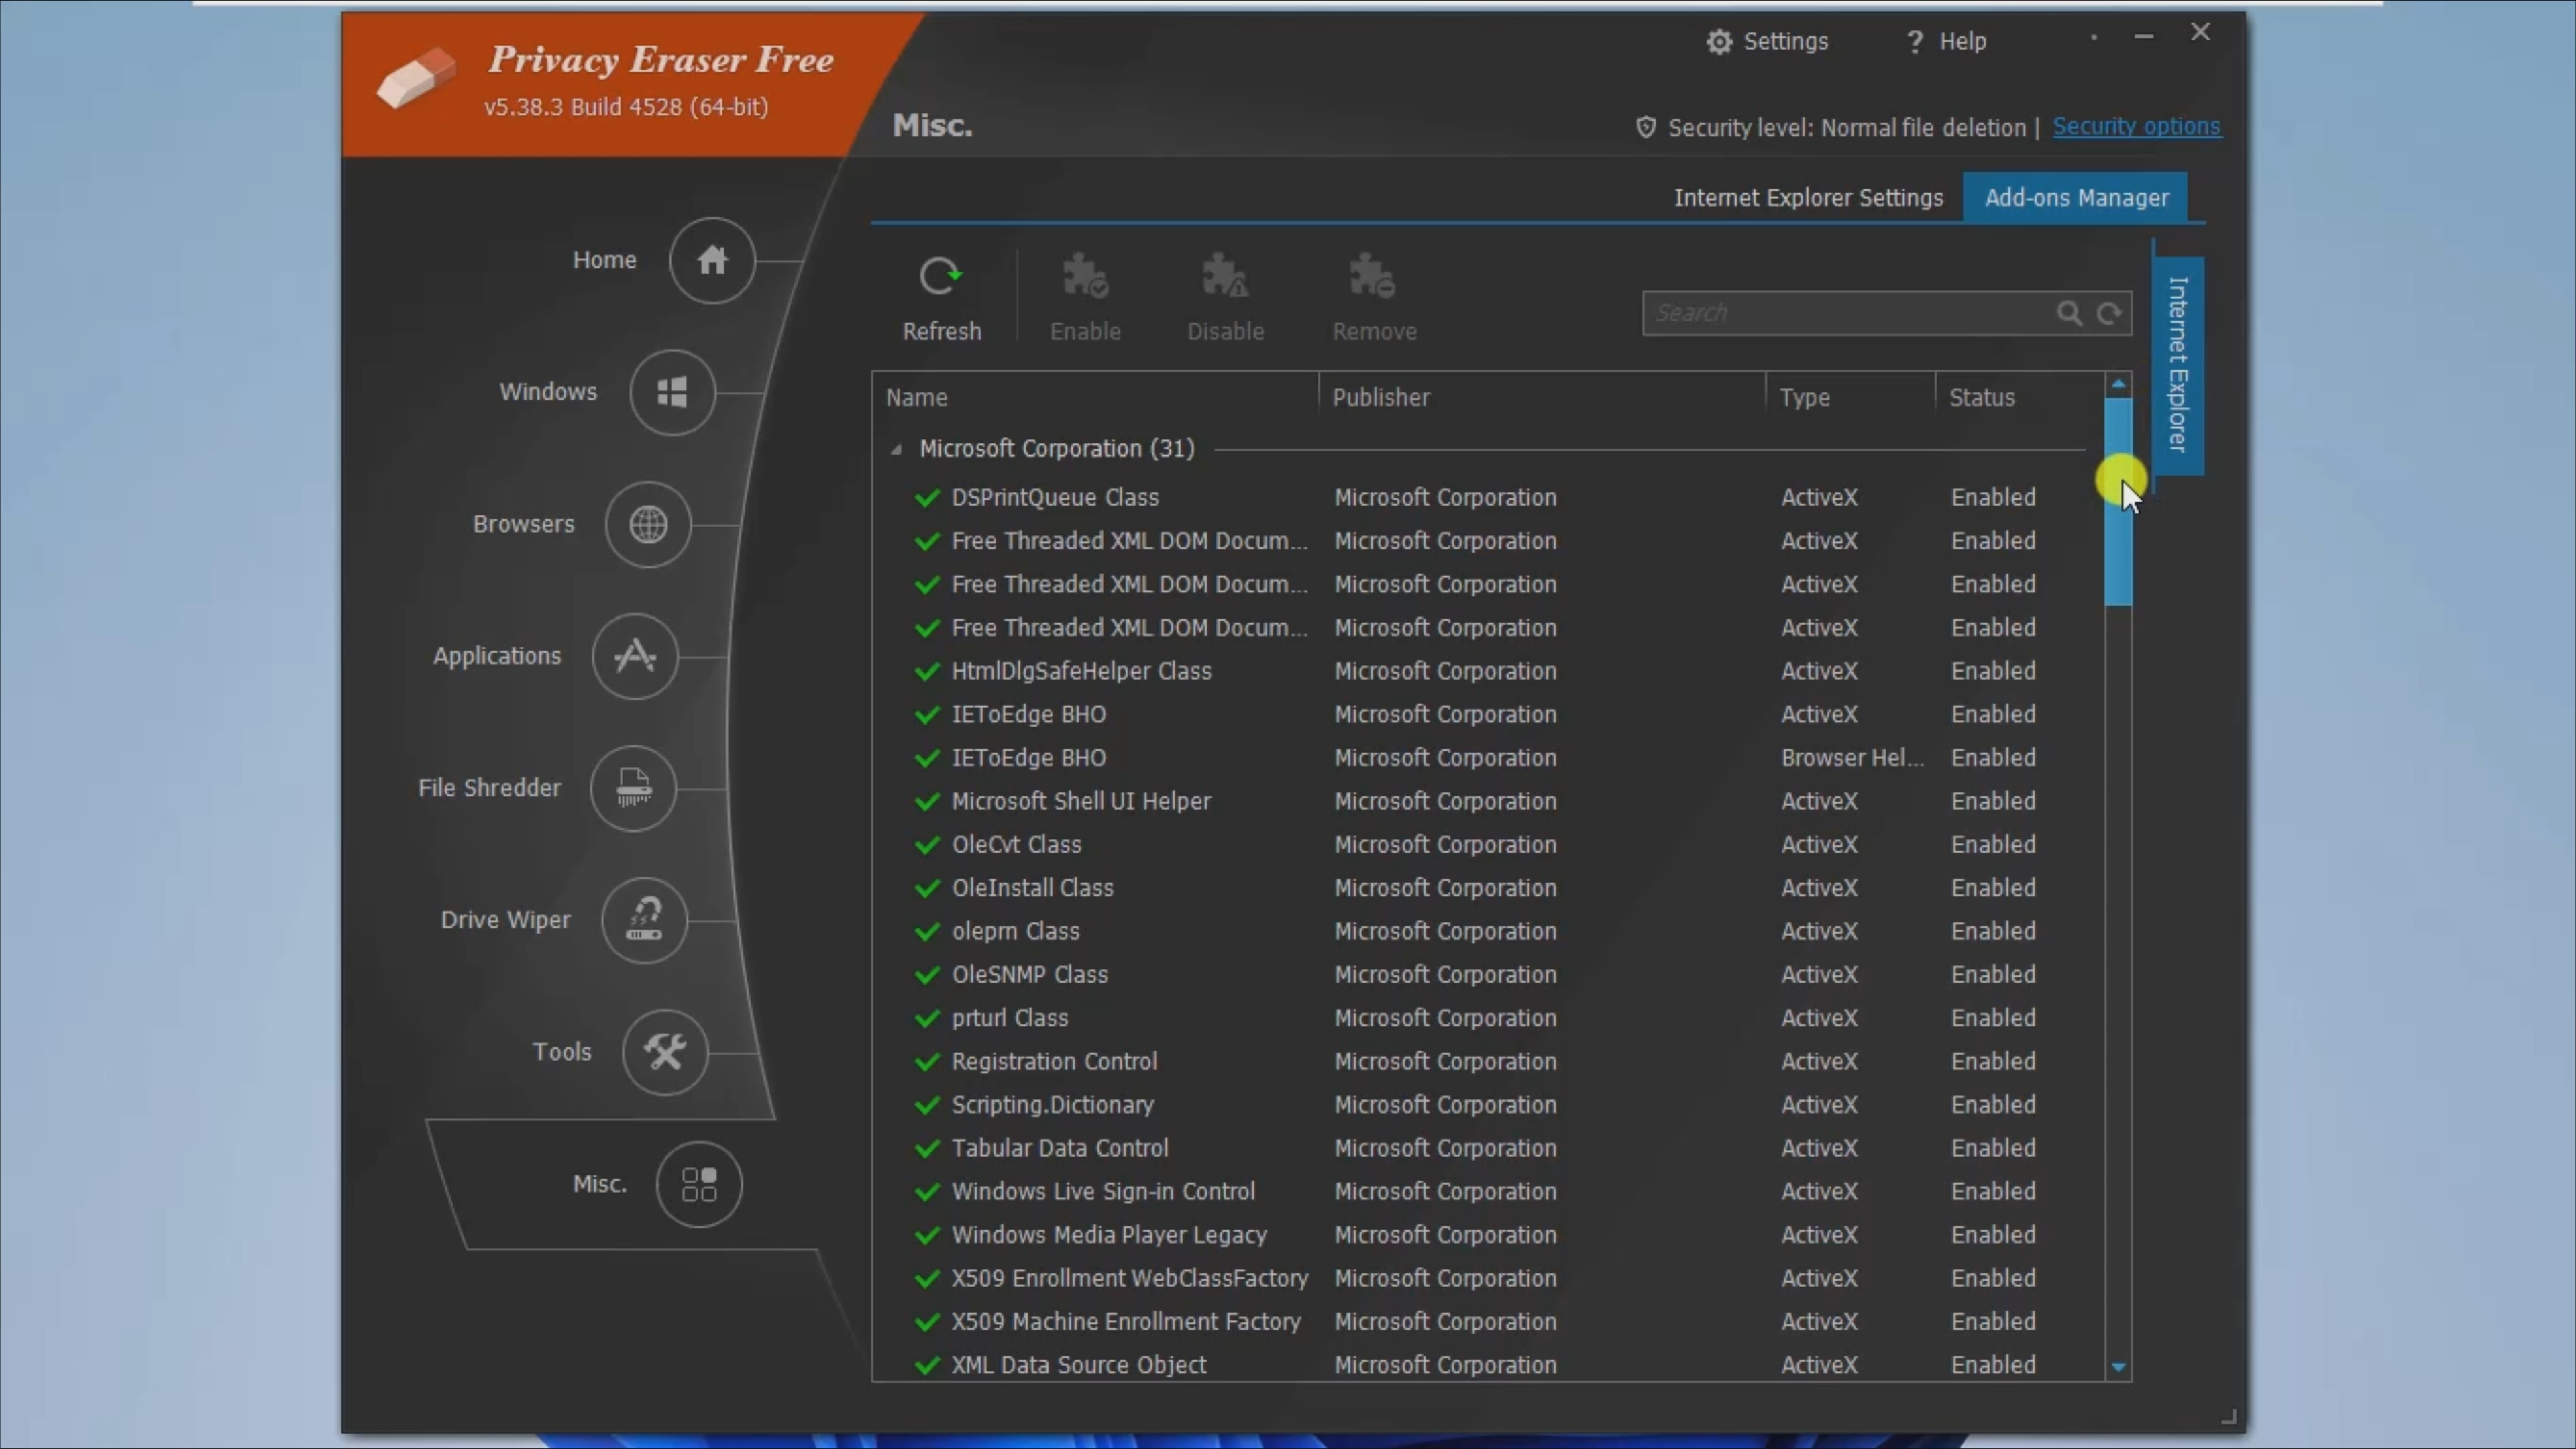 Privacy Eraser Free
v5.38.3 Build 4528 (64-bit)
Settings
? Help
Misc.
Security level: Normal file deletion | Security options
Internet Explorer Settings
Add-ons Manager
Home
Windows
Browsers
Applications
File Shredder
Drive Wiper
Tools
Misc.
Refresh
Enable
Disable
Remove
Search
Internet Explorer
Name Publisher Type Status
Microsoft Corporation (31)
DSPrintQueue Class Microsoft Corporation ActiveX Enabled
Free Threaded XML DOM Docum... Microsoft Corporation ActiveX Enabled
Free Threaded XML DOM Docum... Microsoft Corporation ActiveX Enabled
Free Threaded XML DOM Docum... Microsoft Corporation ActiveX Enabled
HtmlDlgSafeHelper Class Microsoft Corporation ActiveX Enabled
IEToEdge BHO Microsoft Corporation ActiveX Enabled
IEToEdge BHO Microsoft Corporation Browser Hel... Enabled
Microsoft Shell UI Helper Microsoft Corporation ActiveX Enabled
OleCvt Class Microsoft Corporation ActiveX Enabled
OleInstall Class Microsoft Corporation ActiveX Enabled
oleprn Class Microsoft Corporation ActiveX Enabled
OleSNMP Class Microsoft Corporation ActiveX Enabled
prturl Class Microsoft Corporation ActiveX Enabled
Registration Control Microsoft Corporation ActiveX Enabled
Scripting.Dictionary Microsoft Corporation ActiveX Enabled
Tabular Data Control Microsoft Corporation ActiveX Enabled
Windows Live Sign-in Control Microsoft Corporation ActiveX Enabled
Windows Media Player Legacy Microsoft Corporation ActiveX Enabled
X509 Enrollment WebClassFactory Microsoft Corporation ActiveX Enabled
X509 Machine Enrollment Factory Microsoft Corporation ActiveX Enabled
XML Data Source Object Microsoft Corporation ActiveX Enabled